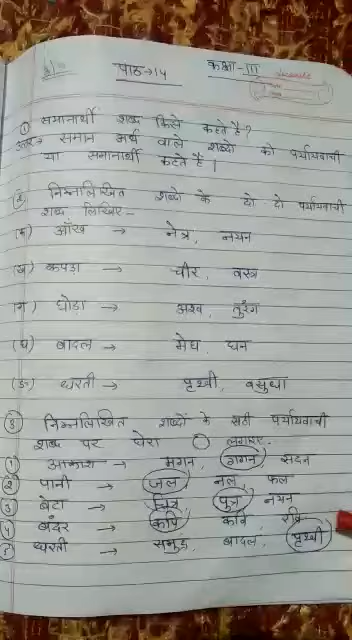 पाठ→14 कक्षा-III
① समानार्थी शब्द किसे कहते है?
उत्तर→ समान अर्थ वाले शब्दो को पर्यायवाची
या समानार्थी कहते है।
② निम्नलिखित शब्दो के दो दो पर्यायवाची
शब्द लिखिए-
(क) आँख → नेत्र, नयन
(ख) कपड़ा → चीर, वस्त्र
(ग) घोड़ा → अश्व, तुरंग
(घ) बादल → मेघ, घन
(ङ) धरती → पृथ्वी, वसुधा
③ निम्नलिखित शब्दों के सही पर्यायवाची
शब्द पर घेरा ○ लगाइए.
① आकाश → मगन, गगन, सदन
② पानी → जल, नल, फल
③ बेटा → मित्र, पुत्र, नयन
④ बंदर → कपि, कवि, रवि
⑤ धरती → समुद्र, बादल, पृथ्वी